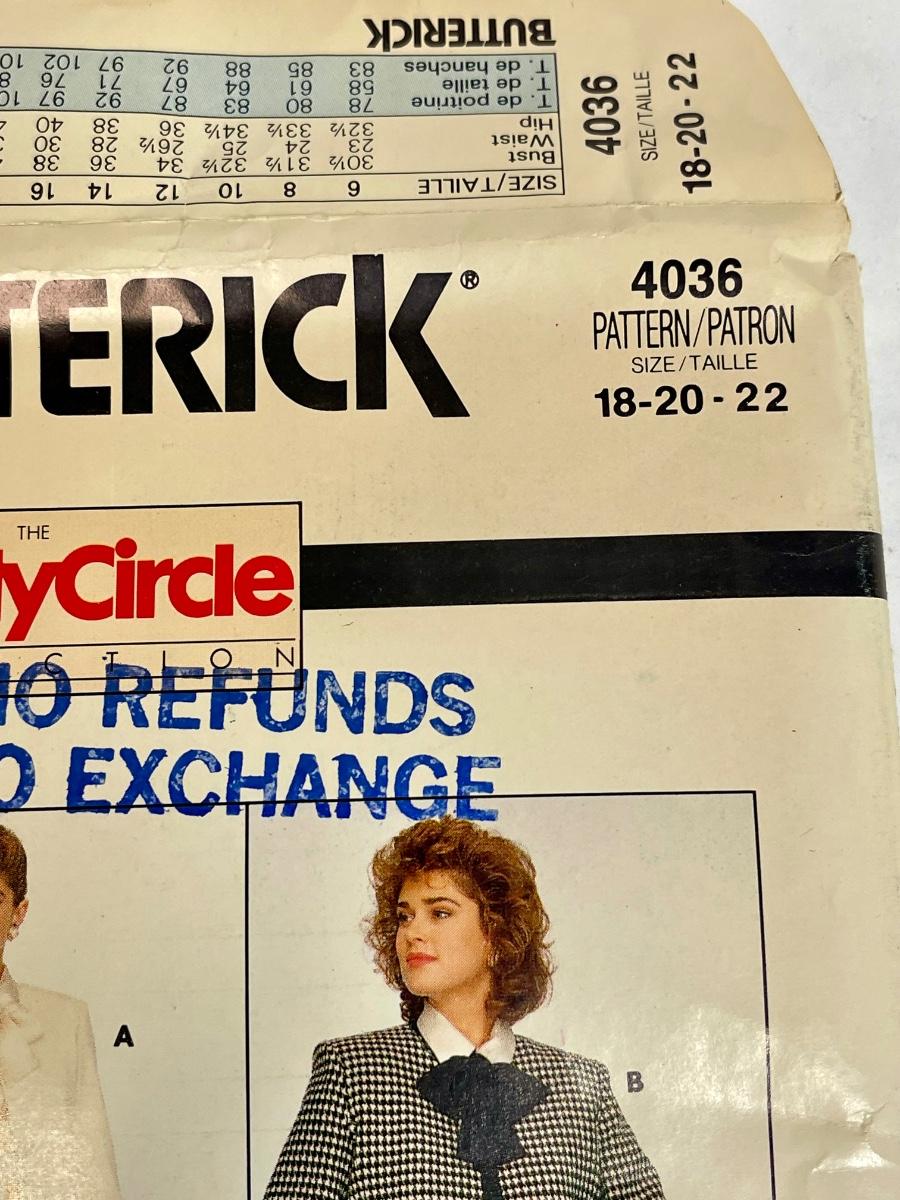 BUTTERICK
T. de hanches 83 85 88 92 97 102
T. de taille 58 61 64 67 71 76
T. de poitrine 78 80 83 87 92 97
Hip 32½ 33½ 34½ 36 38 40
Waist 23 24 25 26½ 28 30
Bust 30½ 31½ 32½ 34 36 38
SIZE/TAILLE 6 8 10 12 14 16
4036
SIZE/TAILLE
18-20-22
TERICK®
4036
PATTERN/PATRON
SIZE/TAILLE
18-20-22
THE
yCircle
CTION
NO REFUNDS
O EXCHANGE
A
B